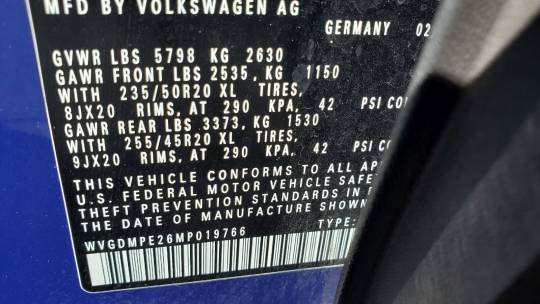 MFD BY VOLKSWAGEN AG
GERMANY 02
GVWR LBS 5798 KG 2630
GAWR FRONT LBS 2535, KG 1150
WITH 235/50R20 XL TIRES,
8JX20 RIMS, AT 290 KPA, 42 PSI CO
GAWR REAR LBS 3373, KG 1530
WITH 255/45R20 XL TIRES,
9JX20 RIMS, AT 290 KPA, 42 PSI C
THIS VEHICLE CONFORMS TO ALL AP
U.S. FEDERAL MOTOR VEHICLE SAFE
THEFT PREVENTION STANDARDS IN
DATE OF MANUFACTURE SHOWN
WVGDMPE26MP019766 TYPE: